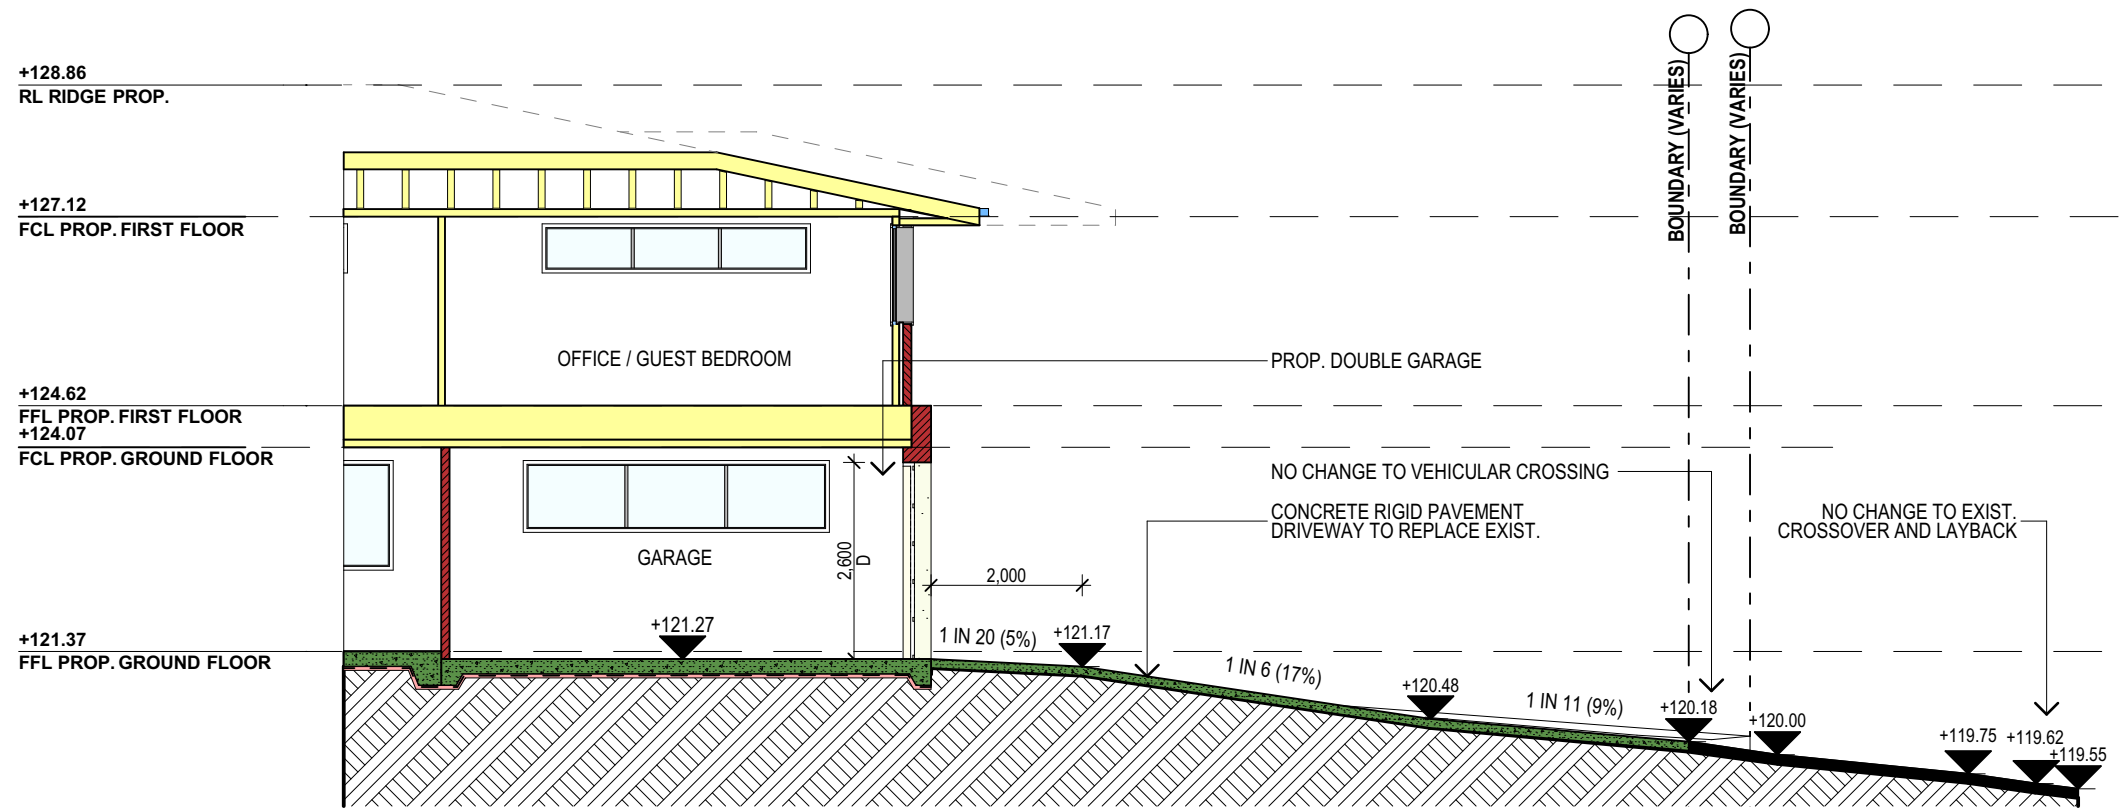 +128.86
RL RIDGE PROP.
BOUNDARY (VARIES)
BOUNDARY (VARIES)
+127.12
FCL PROP. FIRST FLOOR
OFFICE / GUEST BEDROOM
PROP. DOUBLE GARAGE
+124.62
FFL PROP. FIRST FLOOR
+124.07
FCL PROP. GROUND FLOOR
NO CHANGE TO VEHICULAR CROSSING
CONCRETE RIGID PAVEMENT
DRIVEWAY TO REPLACE EXIST.
NO CHANGE TO EXIST.
CROSSOVER AND LAYBACK
GARAGE
2,600
D
2,000
+121.37
FFL PROP. GROUND FLOOR
+121.27
1 IN 20 (5%)
+121.17
1 IN 6 (17%)
+120.48
1 IN 11 (9%)
+120.18
+120.00
+119.75
+119.62
+119.55